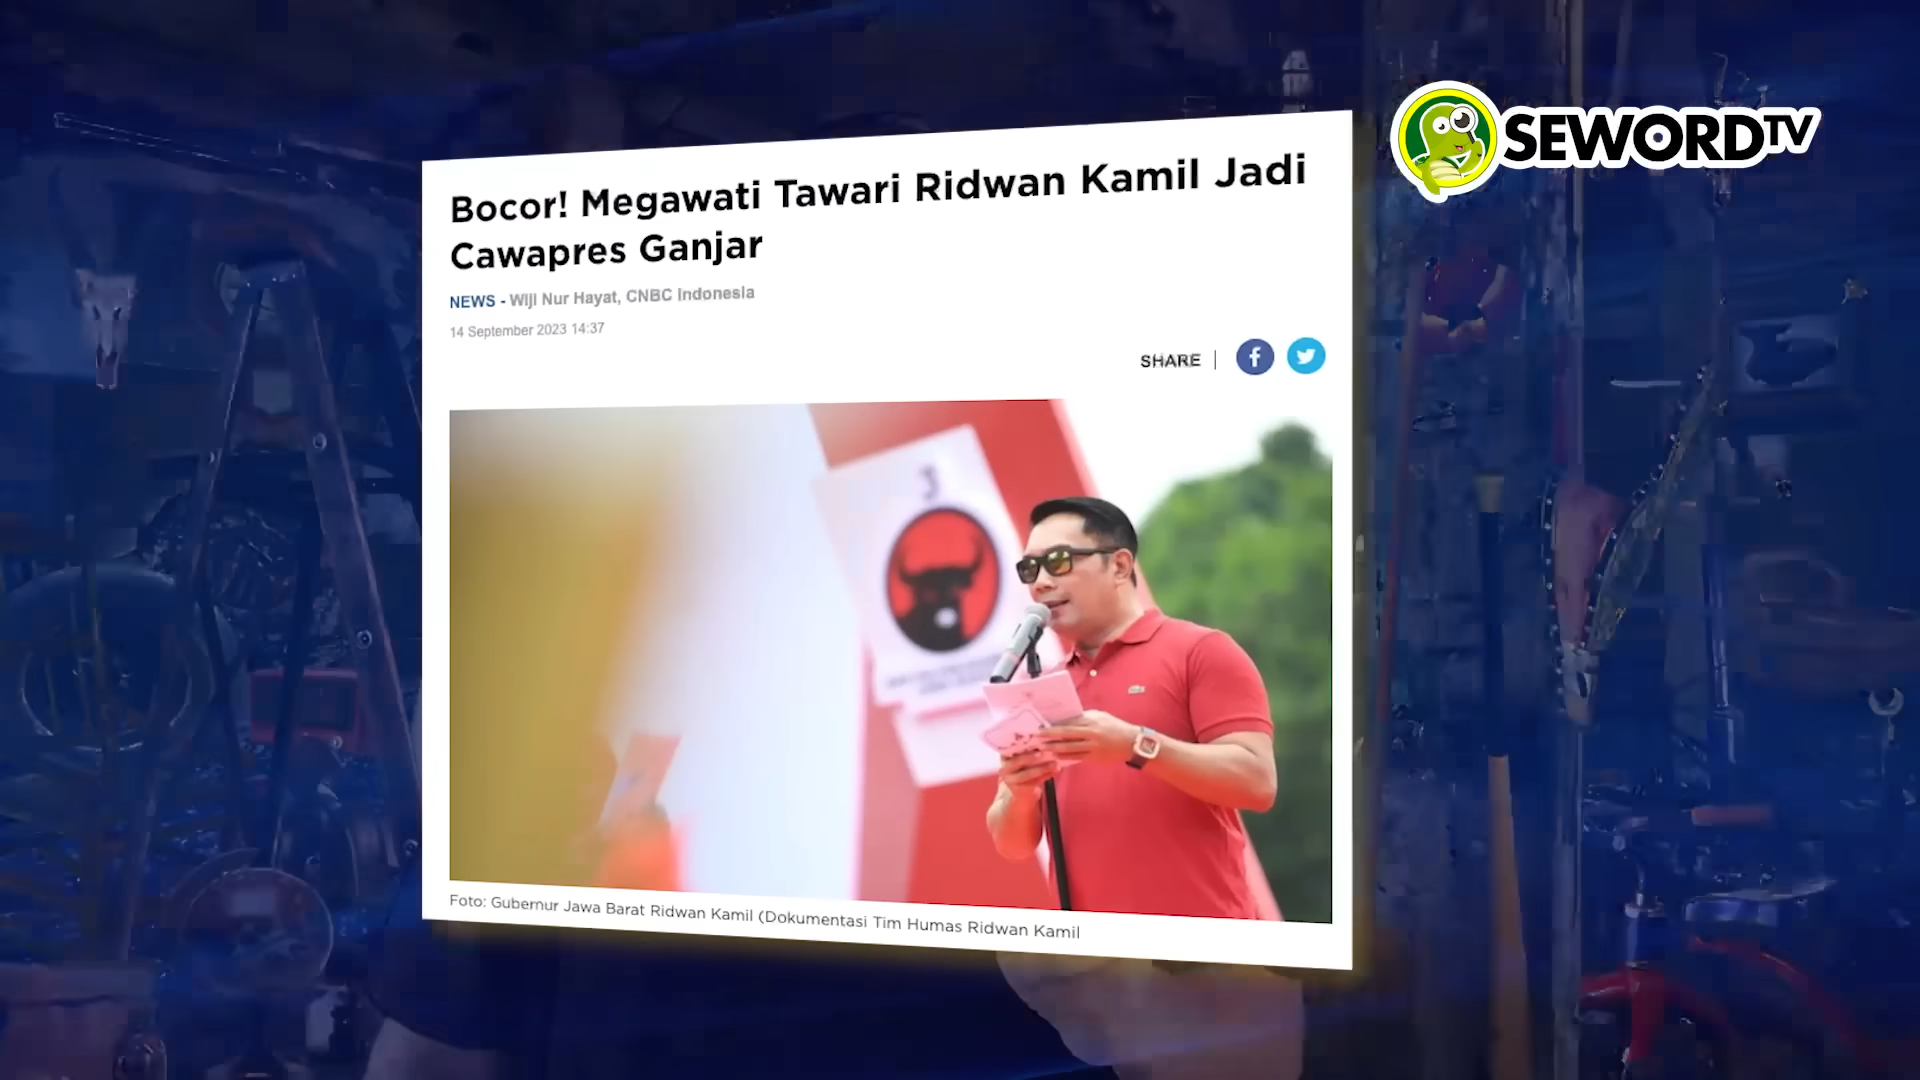 SEWORDTV
Bocor! Megawati Tawari Ridwan Kamil Jadi
Cawapres Ganjar
NEWS - Wiji Nur Hayat, CNBC Indonesia
14 September 2023 14:37
SHARE |
3
Foto: Gubernur Jawa Barat Ridwan Kamil (Dokumentasi Tim Humas Ridwan Kamil